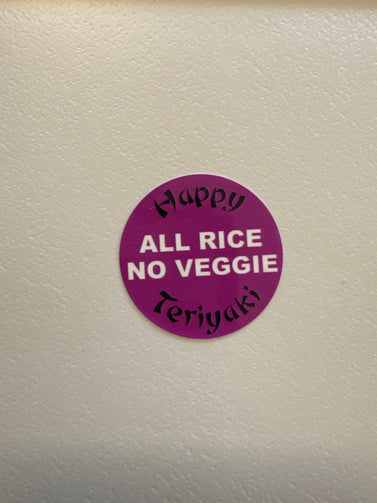 Happy
ALL RICE
NO VEGGIE
Teriyaki